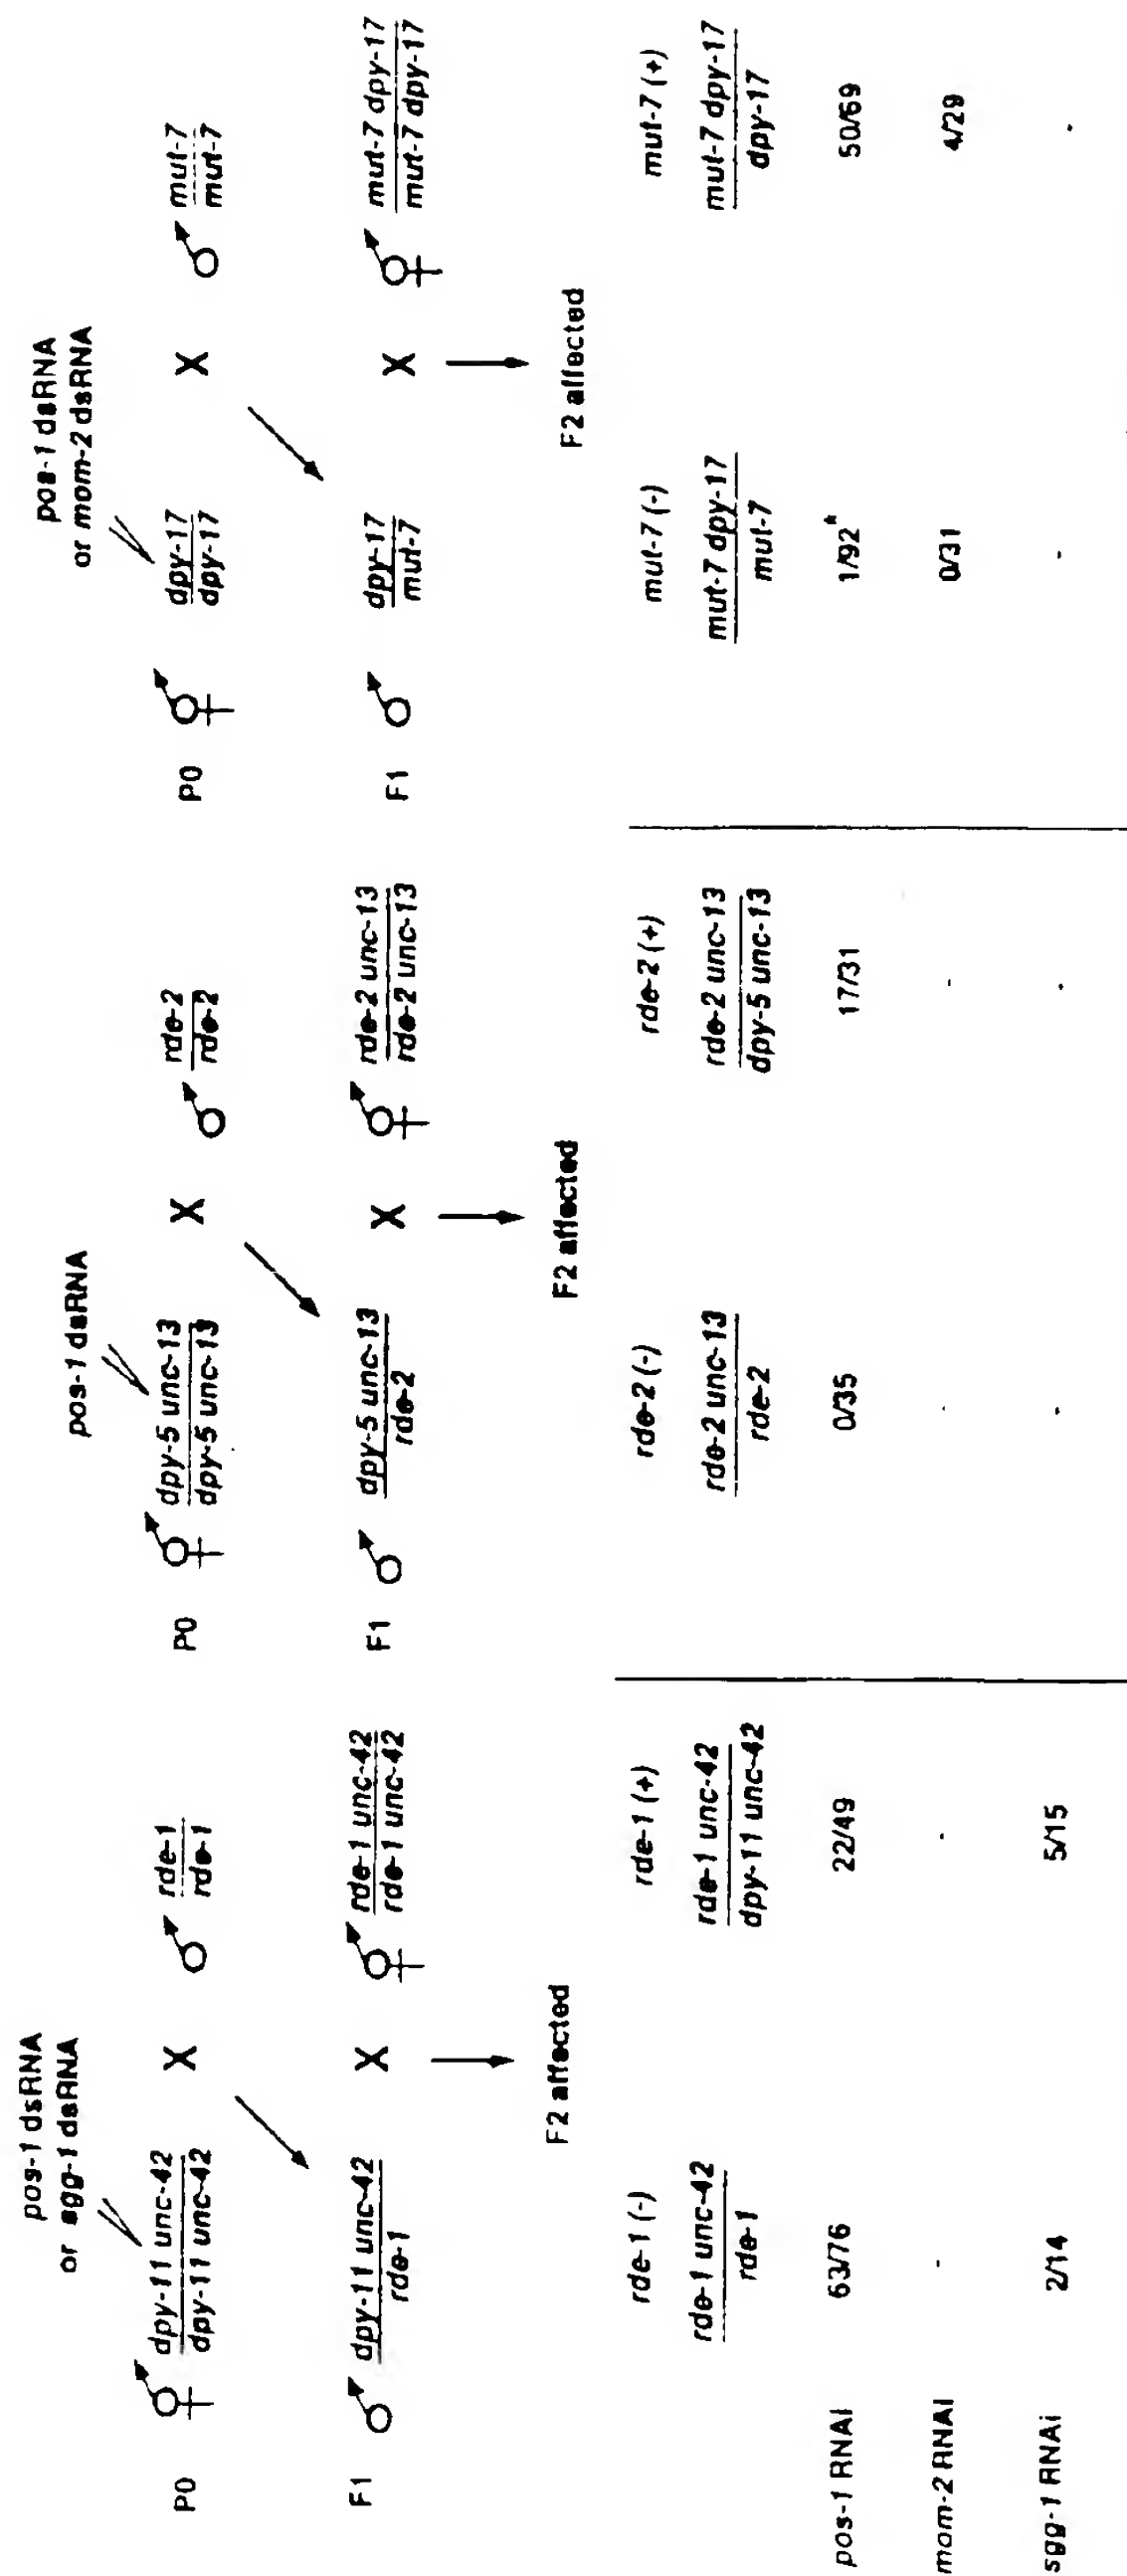 pos-1 dsRNA
or sgg-1 dsRNA
P0 dpy-11 unc-42 X rde-1
dpy-11 unc-42 rde-1
F1 dpy-11 unc-42 X rde-1 unc-42
rde-1 rde-1 unc-42
F2 affected
rde-1 (-) rde-1 (+)
rde-1 unc-42 rde-1 unc-42
rde-1 dpy-11 unc-42
pos-1 RNAi 63/76 22/49
mom-2 RNAi - -
sgg-1 RNAi 2/14 5/15
pos-1 dsRNA
P0 dpy-5 unc-13 X rde-2
dpy-5 unc-13 rde-2
F1 dpy-5 unc-13 X rde-2 unc-13
rde-2 rde-2 unc-13
F2 affected
rde-2 (-) rde-2 (+)
rde-2 unc-13 rde-2 unc-13
rde-2 dpy-5 unc-13
0/35 17/31
- -
- -
pos-1 dsRNA
or mom-2 dsRNA
P0 dpy-17 X mut-7
dpy-17 mut-7
F1 dpy-17 X mut-7 dpy-17
mut-7 mut-7 dpy-17
F2 affected
mut-7 (-) mut-7 (+)
mut-7 dpy-17 mut-7 dpy-17
mut-7 dpy-17
1/92* 50/69
0/31 4/29
- -